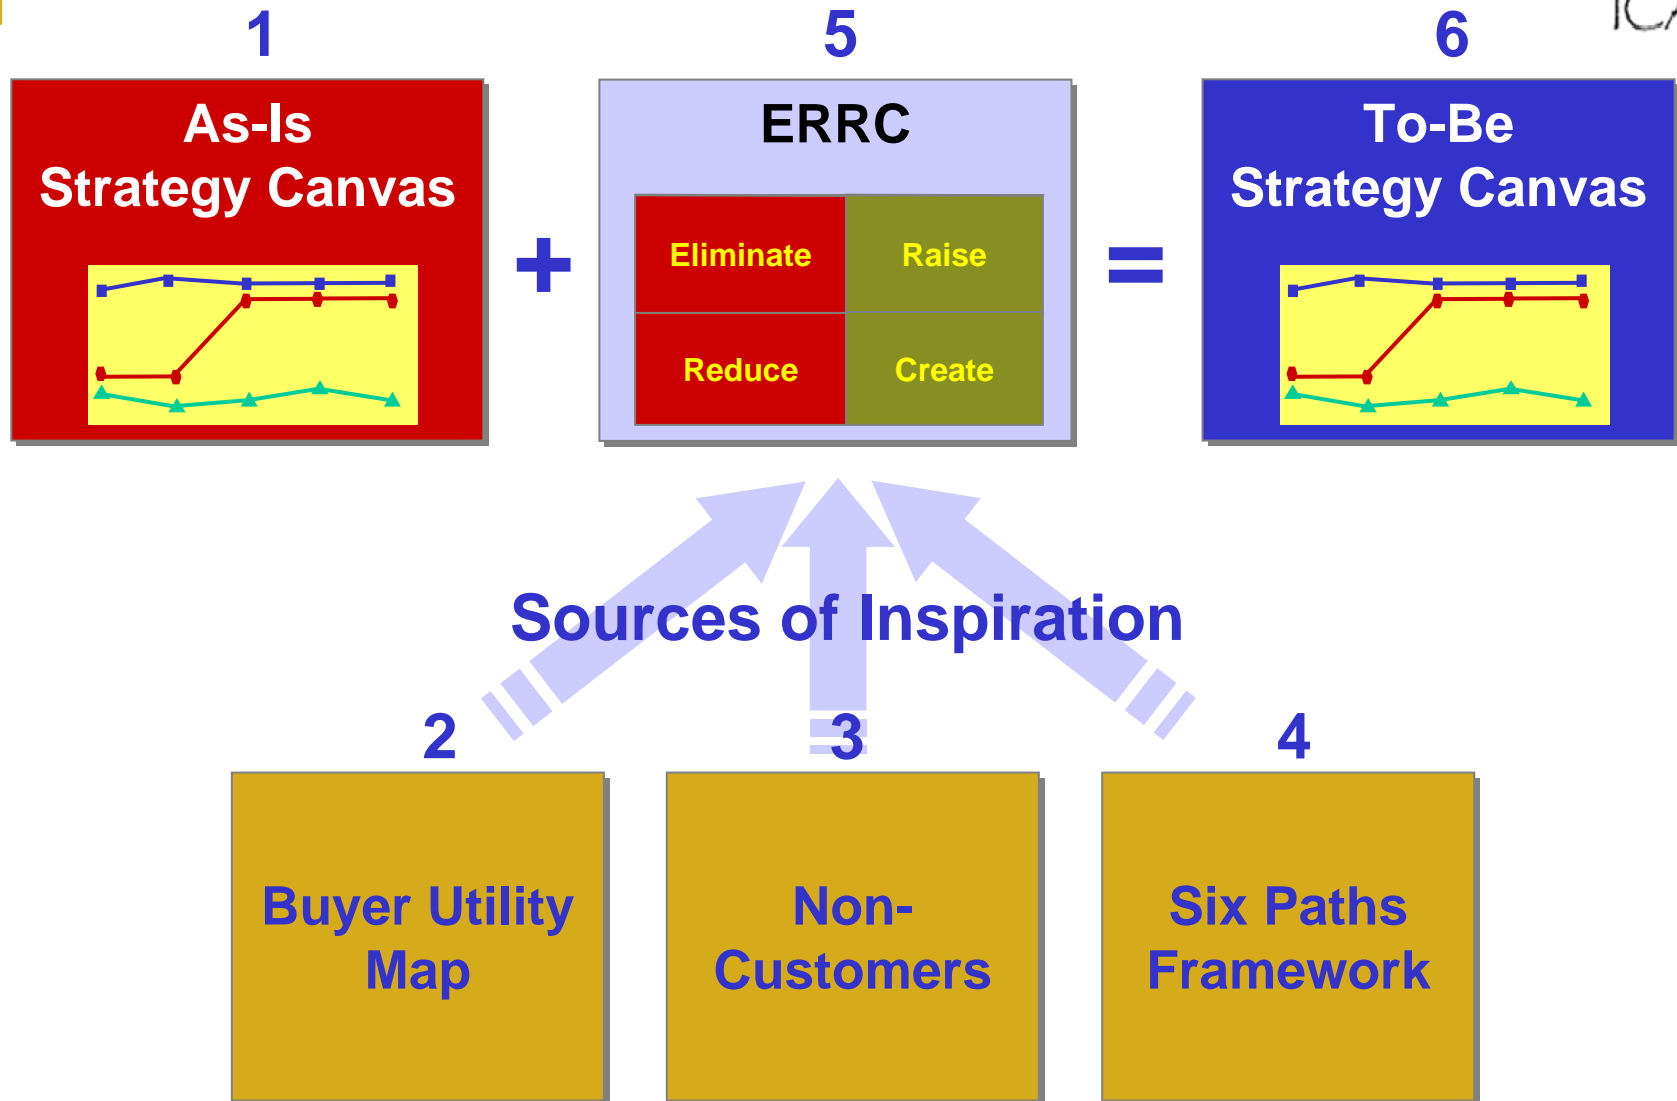 1
5
6
As-Is
Strategy Canvas
+
ERRC
Eliminate
Raise
Reduce
Create
=
To-Be
Strategy Canvas
Sources of Inspiration
2
3
4
Buyer Utility
Map
Non-
Customers
Six Paths
Framework